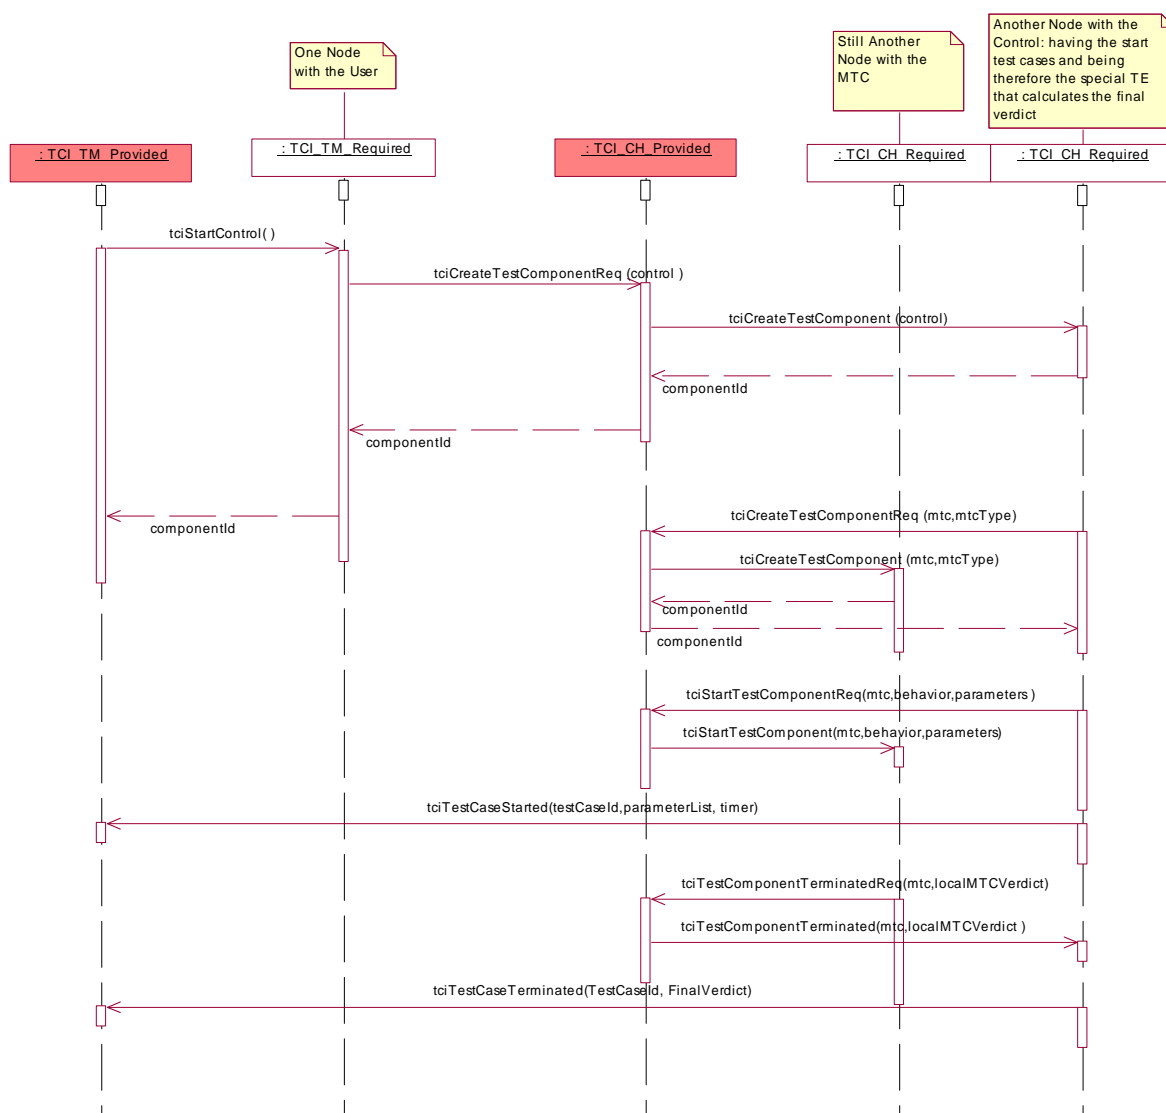 One Node
with the User
Still Another
Node with the
MTC
Another Node with the
Control: having the start
test cases and being
therefore the special TE
that calculates the final
verdict
: TCI_TM_Provided
: TCI_TM_Required
: TCI_CH_Provided
: TCI_CH_Required
: TCI_CH_Required
tciStartControl( )
tciCreateTestComponentReq (control )
tciCreateTestComponent (control)
componentId
componentId
componentId
tciCreateTestComponentReq (mtc,mtcType)
tciCreateTestComponent (mtc,mtcType)
componentId
componentId
tciStartTestComponentReq(mtc,behavior,parameters )
tciStartTestComponent(mtc,behavior,parameters)
tciTestCaseStarted(testCaseId,parameterList, timer)
tciTestComponentTerminatedReq(mtc,localMTCVerdict)
tciTestComponentTerminated(mtc,localMTCVerdict )
tciTestCaseTerminated(TestCaseId, FinalVerdict)